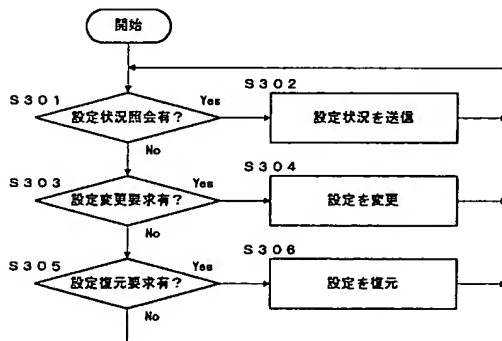 開始
S301
設定状況照会有?
Yes
S302
設定状況を送信
No
S303
設定変更要求有?
Yes
S304
設定を変更
No
S305
設定復元要求有?
Yes
S306
設定を復元
No